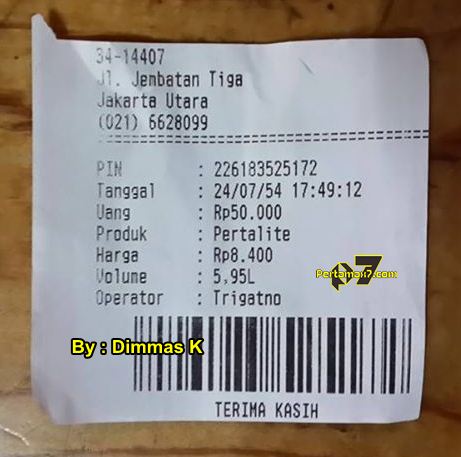 34-14407
Jl. Jembatan Tiga
Jakarta Utara
(021) 6628099
PIN : 226183525172
Tanggal : 24/07/54 17:49:12
Uang : Rp50.000
Produk : Pertalite
Harga : Rp8.400
Volume : 5,95L
Operator : Trigatno
p7
Pertamax7.com
By : Dimmas K
TERIMA KASIH